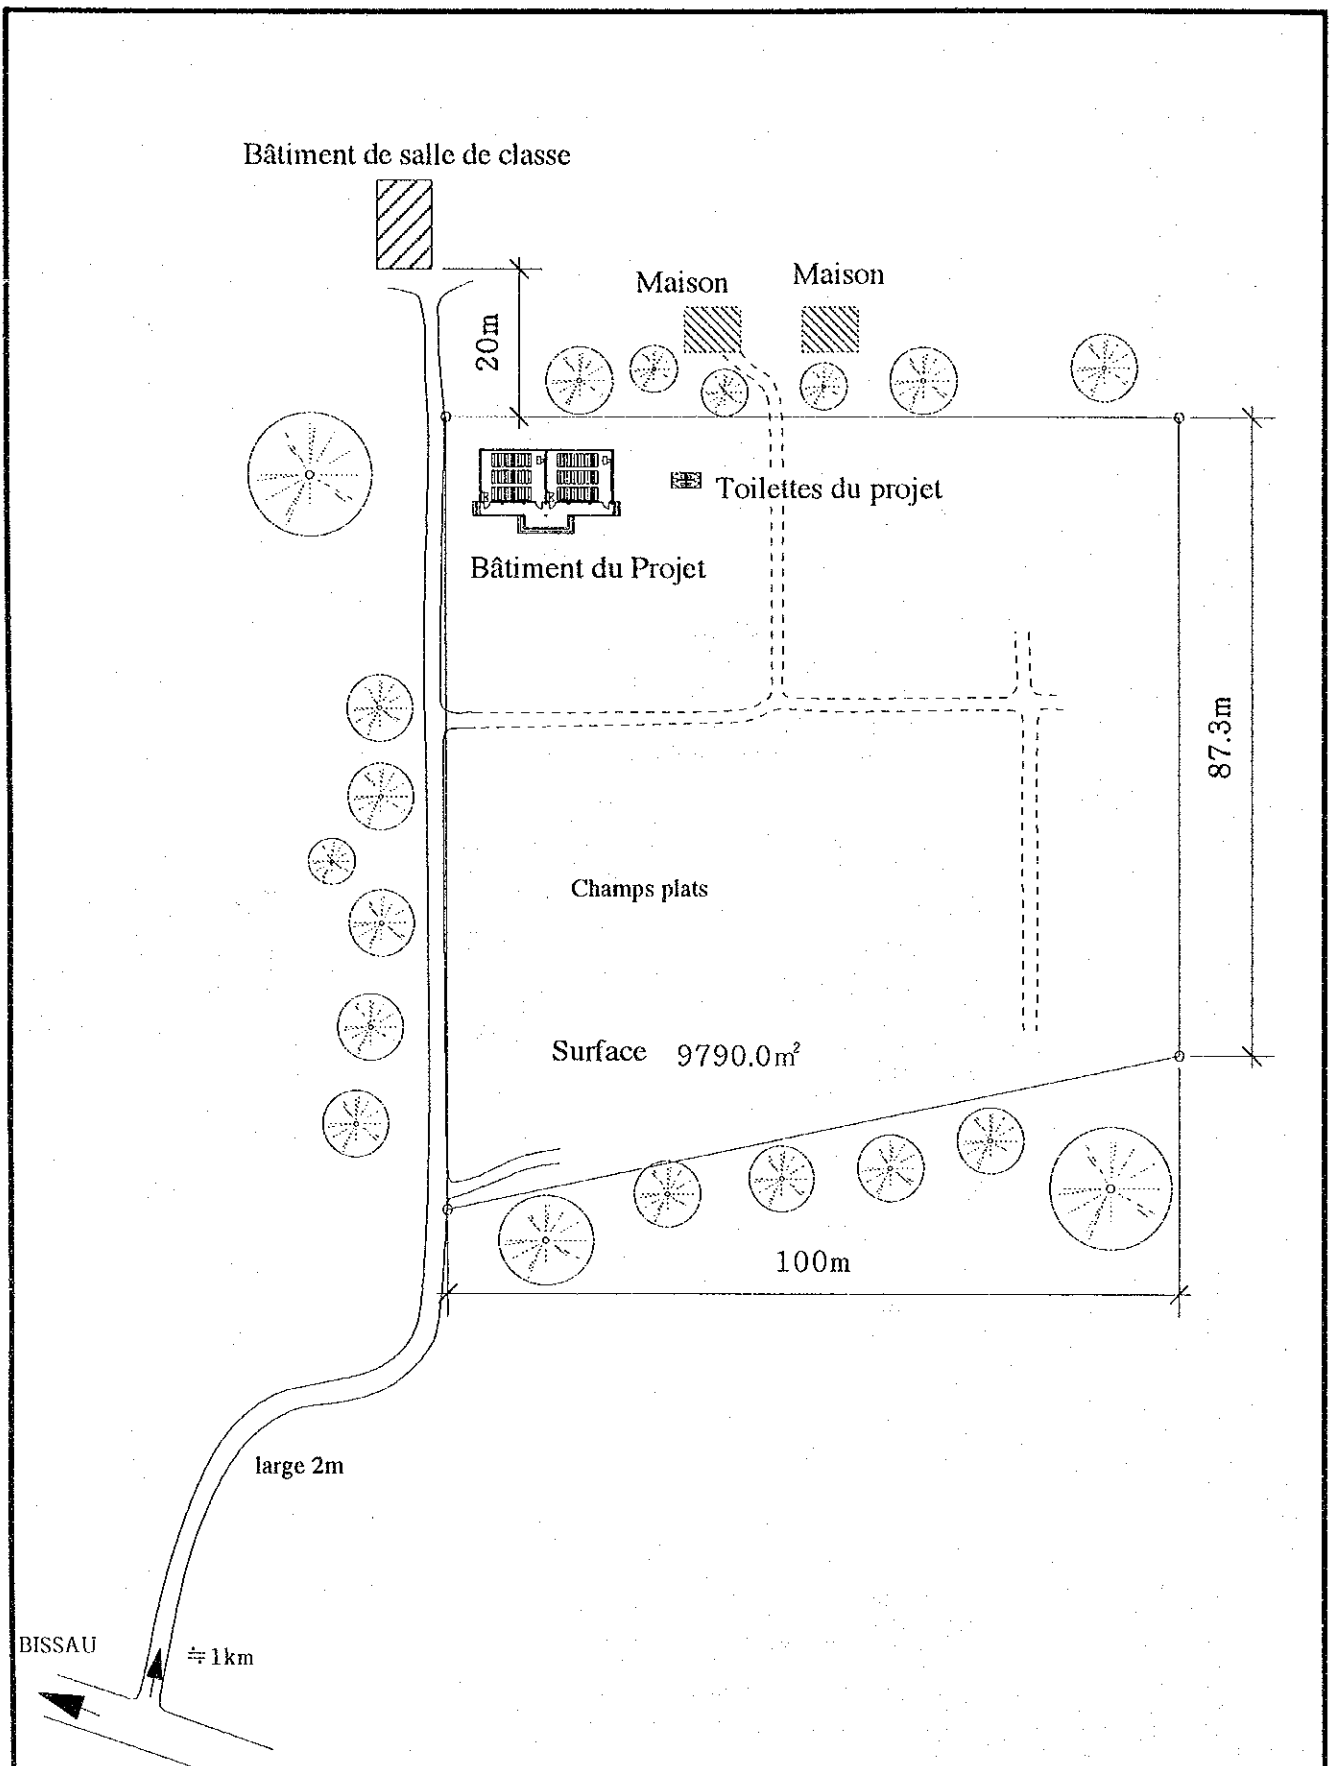 Bâtiment de salle de classe
Maison
Maison
20m
Toilettes du projet
Bâtiment du Projet
87.3m
Champs plats
Surface 9790.0m²
100m
large 2m
BISSAU
≒1km